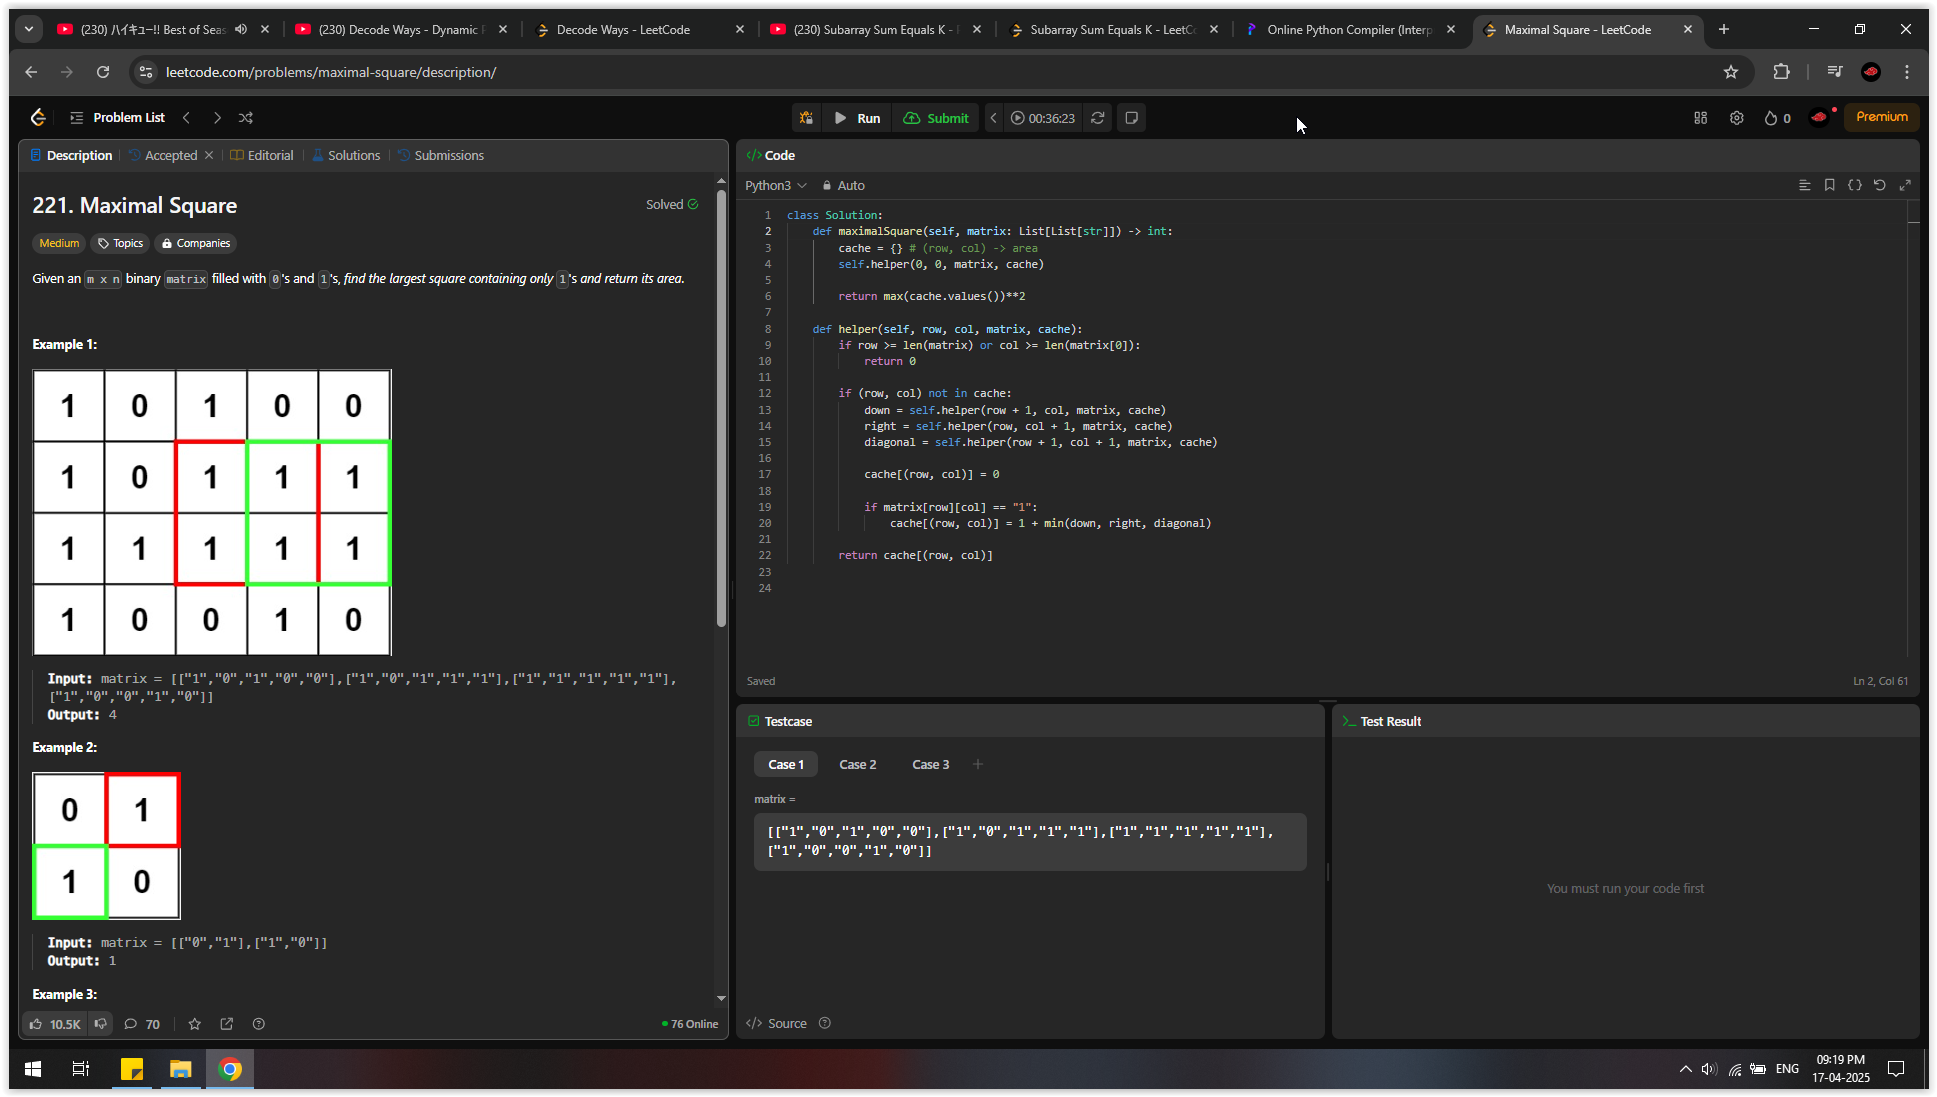 (230) ハイキュー!! Best of Seas
(230) Decode Ways - Dynamic P
Decode Ways - LeetCode
(230) Subarray Sum Equals K - P
Subarray Sum Equals K - LeetCo
Online Python Compiler (Interp
Maximal Square - LeetCode
leetcode.com/problems/maximal-square/description/
Problem List
Run
Submit
00:36:23
0
Premium
Description
Accepted
Editorial
Solutions
Submissions
221. Maximal Square
Solved
Medium
Topics
Companies
Given an m x n binary matrix filled with 0's and 1's, find the largest square containing only 1's and return its area.
Example 1:
1 0 1 0 0
1 0 1 1 1
1 1 1 1 1
1 0 0 1 0
Input: matrix = [["1","0","1","0","0"],["1","0","1","1","1"],["1","1","1","1","1"],
["1","0","0","1","0"]]
Output: 4
Example 2:
0 1
1 0
Input: matrix = [["0","1"],["1","0"]]
Output: 1
Example 3:
10.5K
70
76 Online
</> Code
Python3
Auto
1 class Solution:
2 def maximalSquare(self, matrix: List[List[str]]) -> int:
3 cache = {} # (row, col) -> area
4 self.helper(0, 0, matrix, cache)
5
6 return max(cache.values())**2
7
8 def helper(self, row, col, matrix, cache):
9 if row >= len(matrix) or col >= len(matrix[0]):
10 return 0
11
12 if (row, col) not in cache:
13 down = self.helper(row + 1, col, matrix, cache)
14 right = self.helper(row, col + 1, matrix, cache)
15 diagonal = self.helper(row + 1, col + 1, matrix, cache)
16
17 cache[(row, col)] = 0
18
19 if matrix[row][col] == "1":
20 cache[(row, col)] = 1 + min(down, right, diagonal)
21
22 return cache[(row, col)]
23
24
Saved
Ln 2, Col 61
Testcase
Case 1
Case 2
Case 3
matrix =
[["1","0","1","0","0"],["1","0","1","1","1"],["1","1","1","1","1"],
["1","0","0","1","0"]]
</> Source
Test Result
You must run your code first
ENG
09:19 PM
17-04-2025